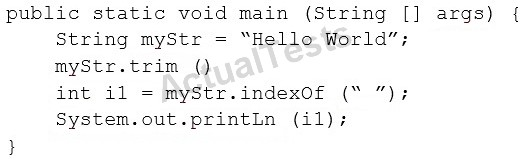 public static void main (String [] args) {
String myStr = “Hello World”;
myStr.trim ()
int i1 = myStr.indexOf (“ ”);
System.out.printLn (i1);
}
ActualTests